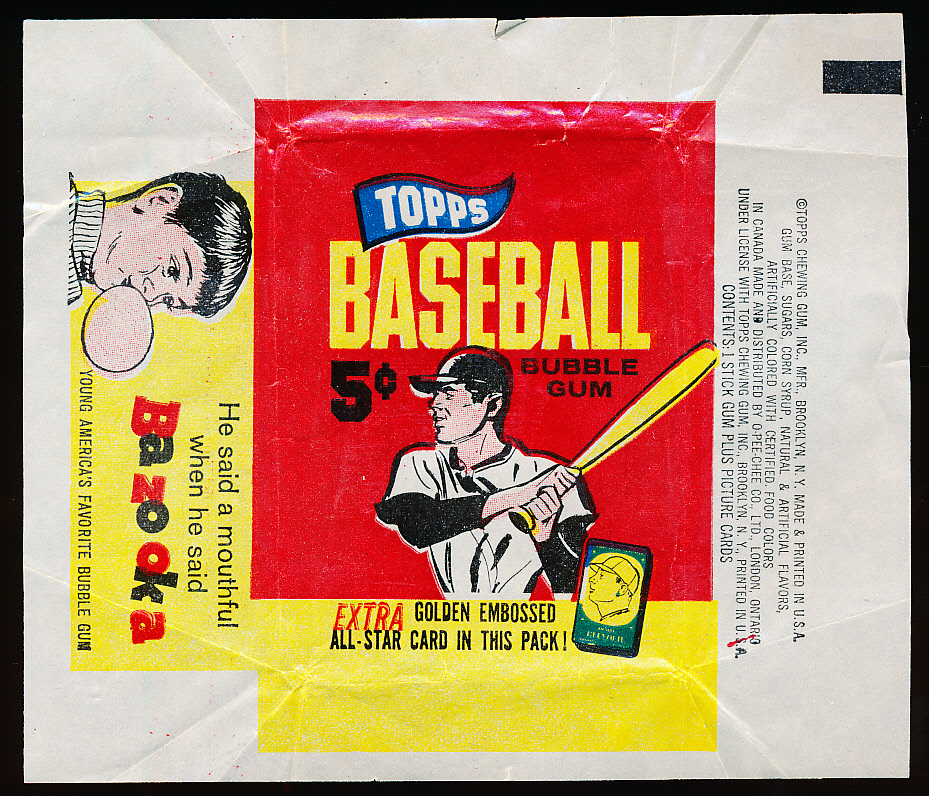 TOPPS
BASEBALL
5¢
BUBBLE
GUM
EXTRA GOLDEN EMBOSSED
ALL-STAR CARD IN THIS PACK!
He said a mouthful
when he said
Bazooka
YOUNG AMERICA'S FAVORITE BUBBLE GUM
©TOPPS CHEWING GUM, INC., MFR. BROOKLYN, N. Y. MADE & PRINTED IN U.S.A.
GUM BASE, SUGARS, CORN SYRUP, NATURAL & ARTIFICIAL FLAVORS,
ARTIFICIALLY COLORED WITH CERTIFIED FOOD COLORS
IN CANADA MADE AND DISTRIBUTED BY O-PEE-CHEE CO., LTD., LONDON, ONTARIO
UNDER LICENSE WITH TOPPS CHEWING GUM, INC., BROOKLYN, N. Y., PRINTED IN U.S.A.
CONTENTS: 1 STICK GUM PLUS PICTURE CARDS